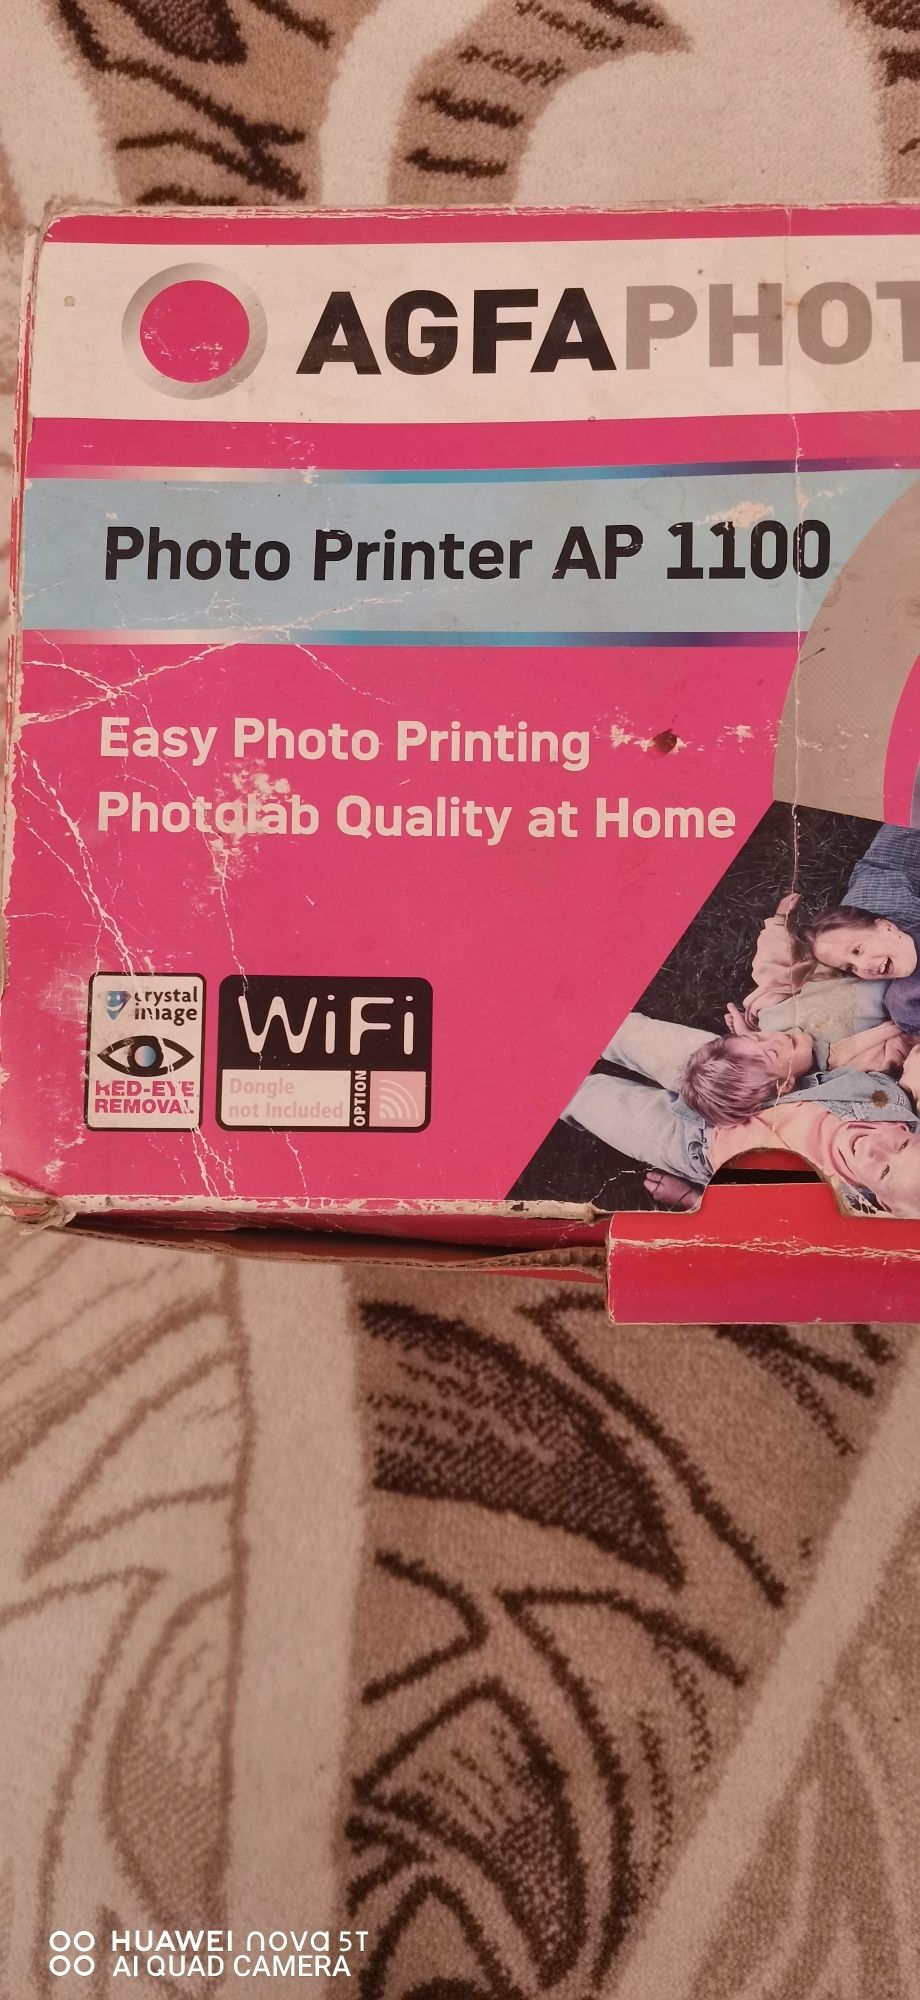 AGFAPHOT
Photo Printer AP 1100
Easy Photo Printing
Photolab Quality at Home
crystal
image
RED-EYE
REMOVAL
WiFi
Dongle
not Included
OPTION
HUAWEI nova 5T
AI QUAD CAMERA